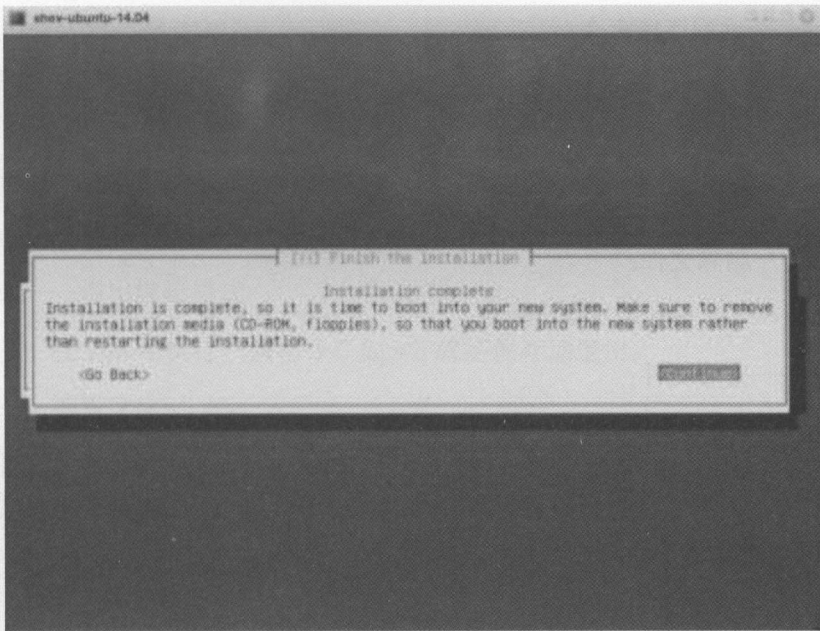 shev-ubuntu-14.04
[!!] Finish the installation
Installation complete
Installation is complete, so it is time to boot into your new system. Make sure to remove
the installation media (CD-ROM, floppies), so that you boot into the new system rather
than restarting the installation.
<Go Back>
<Continue>